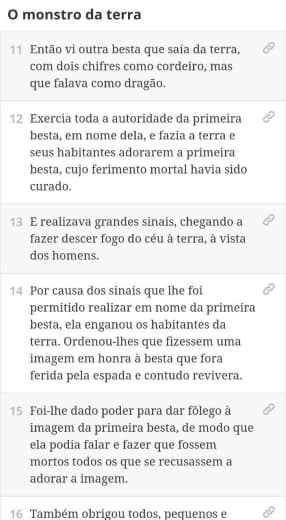 O monstro da terra
11 Então vi outra besta que saía da terra,
com dois chifres como cordeiro, mas
que falava como dragão.
12 Exercia toda a autoridade da primeira
besta, em nome dela, e fazia a terra e
seus habitantes adorarem a primeira
besta, cujo ferimento mortal havia sido
curado.
13 E realizava grandes sinais, chegando a
fazer descer fogo do céu à terra, à vista
dos homens.
14 Por causa dos sinais que lhe foi
permitido realizar em nome da primeira
besta, ela enganou os habitantes da
terra. Ordenou-lhes que fizessem uma
imagem em honra à besta que fora
ferida pela espada e contudo revivera.
15 Foi-lhe dado poder para dar fôlego à
imagem da primeira besta, de modo que
ela podia falar e fazer que fossem
mortos todos os que se recusassem a
adorar a imagem.
16 Também obrigou todos, pequenos e